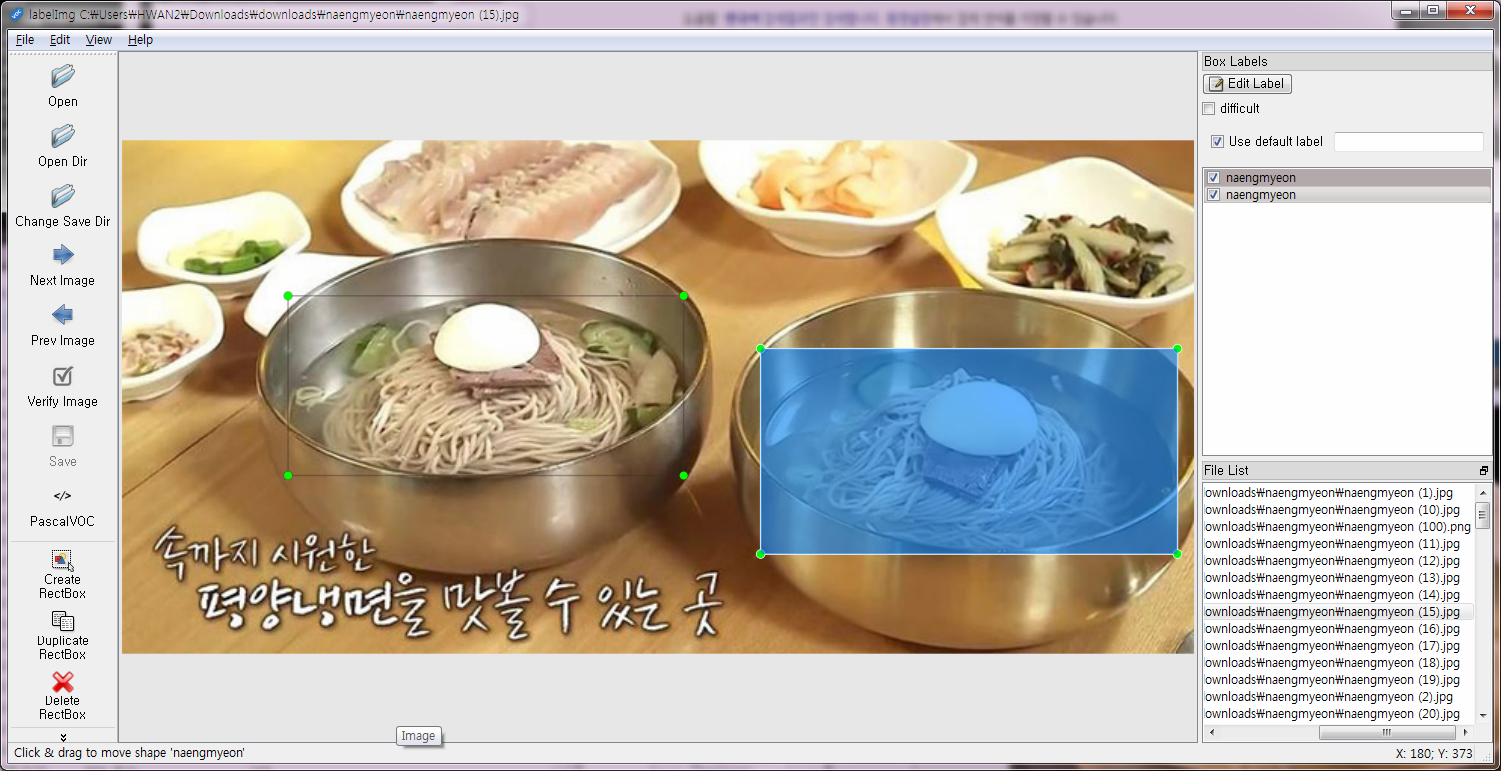 labelImg C:₩Users₩HWAN2₩Downloads₩downloads₩naengmyeon₩naengmyeon (15).jpg
File Edit View Help
Open
Open Dir
Change Save Dir
Next Image
Prev Image
Verify Image
Save
</>
PascalVOC
Create
RectBox
Duplicate
RectBox
Delete
RectBox
속까지 시원한
평양냉면을 맛볼 수 있는 곳
Image
Box Labels
Edit Label
difficult
Use default label
naengmyeon
naengmyeon
File List
ownloads₩naengmyeon₩naengmyeon (1).jpg
ownloads₩naengmyeon₩naengmyeon (10).jpg
ownloads₩naengmyeon₩naengmyeon (100).png
ownloads₩naengmyeon₩naengmyeon (11).jpg
ownloads₩naengmyeon₩naengmyeon (12).jpg
ownloads₩naengmyeon₩naengmyeon (13).jpg
ownloads₩naengmyeon₩naengmyeon (14).jpg
ownloads₩naengmyeon₩naengmyeon (15).jpg
ownloads₩naengmyeon₩naengmyeon (16).jpg
ownloads₩naengmyeon₩naengmyeon (17).jpg
ownloads₩naengmyeon₩naengmyeon (18).jpg
ownloads₩naengmyeon₩naengmyeon (19).jpg
ownloads₩naengmyeon₩naengmyeon (2).jpg
ownloads₩naengmyeon₩naengmyeon (20).jpg
Click & drag to move shape 'naengmyeon'
X: 180; Y: 373